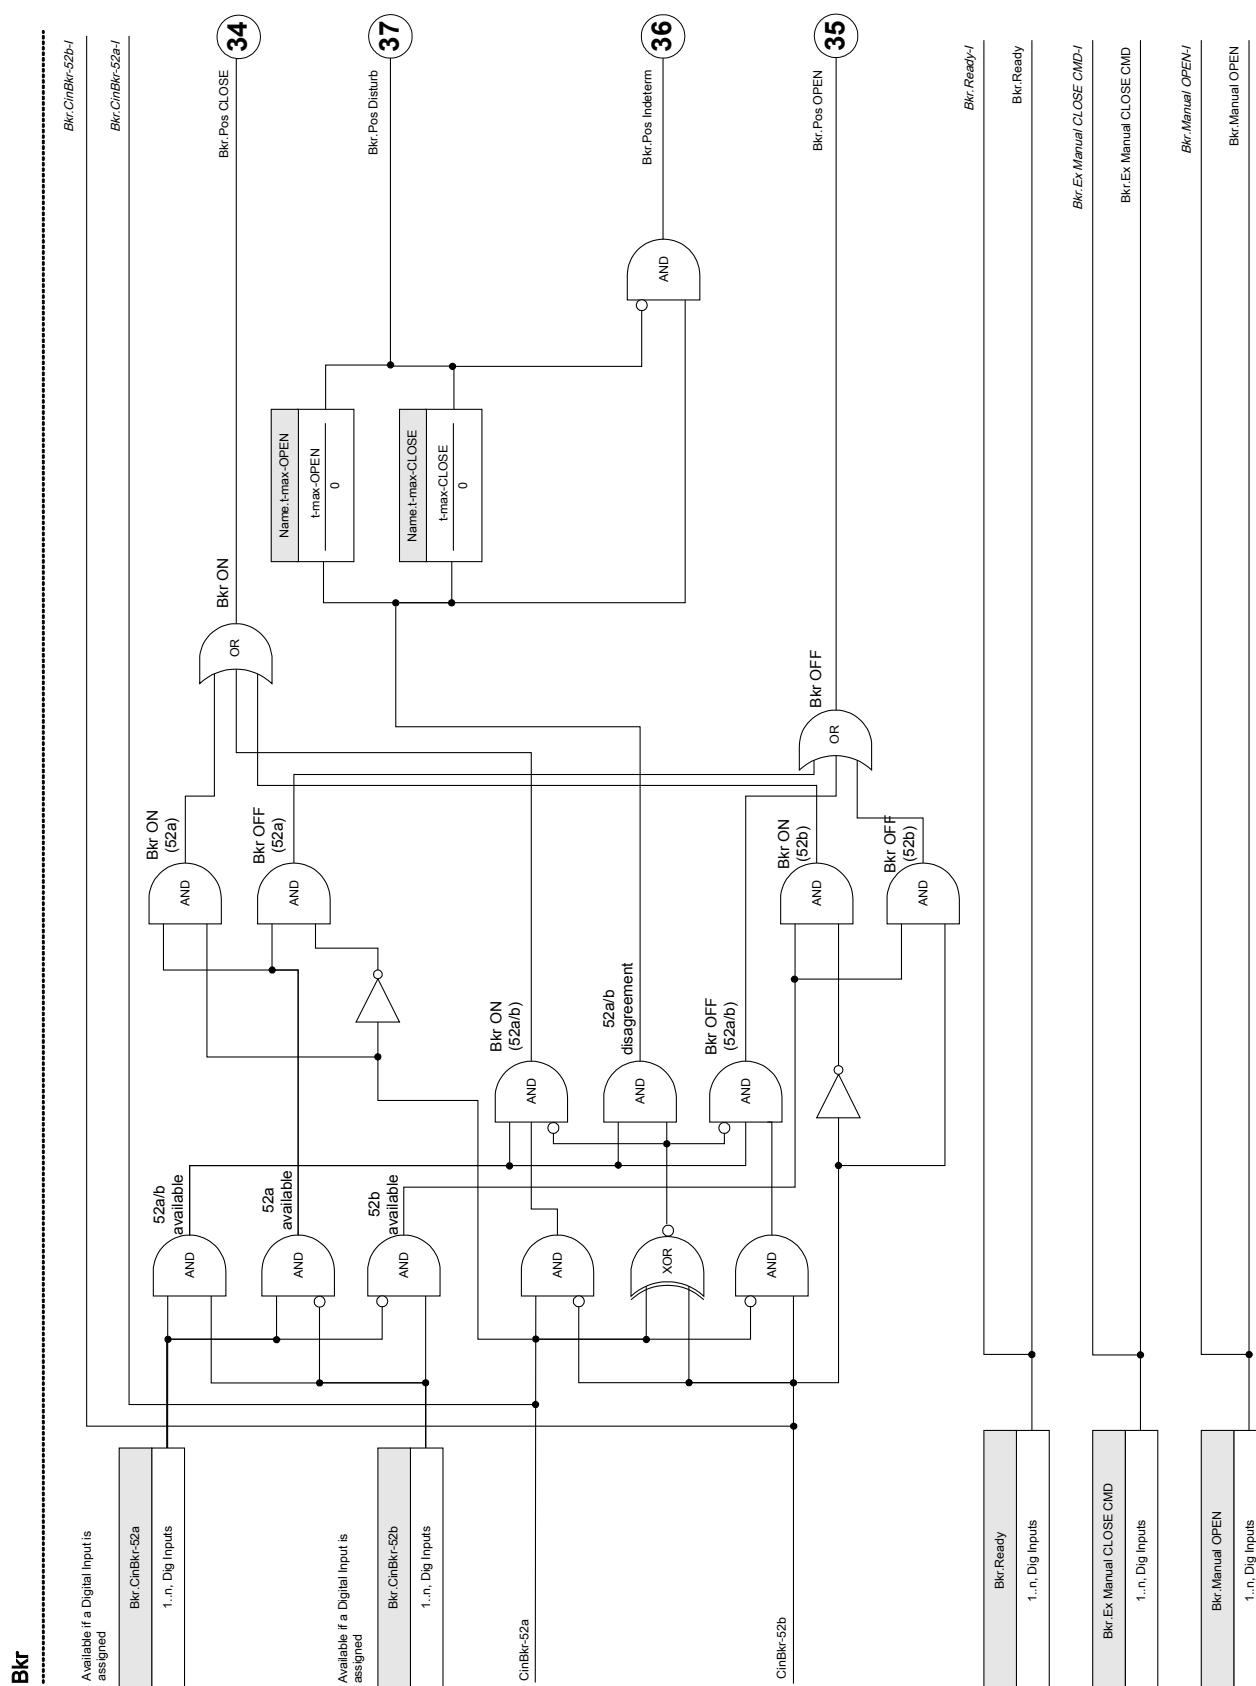 Bkr
Bkr.CinBkr-52b-I
Bkr.CinBkr-52a-I
Available if a Digital Input is
assigned
Bkr.CinBkr-52a
1..n, Dig Inputs
Available if a Digital Input is
assigned
Bkr.CinBkr-52b
1..n, Dig Inputs
CinBkr-52a
CinBkr-52b
AND
52a/b
available
AND
52a
available
AND
52b
available
AND
XOR
AND
AND
Bkr ON
(52a)
AND
Bkr OFF
(52a)
AND
Bkr ON
(52a/b)
AND
52a/b
disagreement
AND
Bkr OFF
(52a/b)
AND
Bkr ON
(52b)
AND
Bkr OFF
(52b)
OR
Bkr ON
OR
Bkr OFF
Name.t-max-OPEN
t-max-OPEN
0
Name.t-max-CLOSE
t-max-CLOSE
0
AND
Bkr.Pos CLOSE
34
Bkr.Pos Disturb
37
Bkr.Pos Indeterm
36
Bkr.Pos OPEN
35
Bkr.Ready
1..n, Dig Inputs
Bkr.Ready-I
Bkr.Ready
Bkr.Ex Manual CLOSE CMD
1..n, Dig Inputs
Bkr.Ex Manual CLOSE CMD-I
Bkr.Ex Manual CLOSE CMD
Bkr.Manual OPEN
1..n, Dig Inputs
Bkr.Manual OPEN-I
Bkr.Manual OPEN